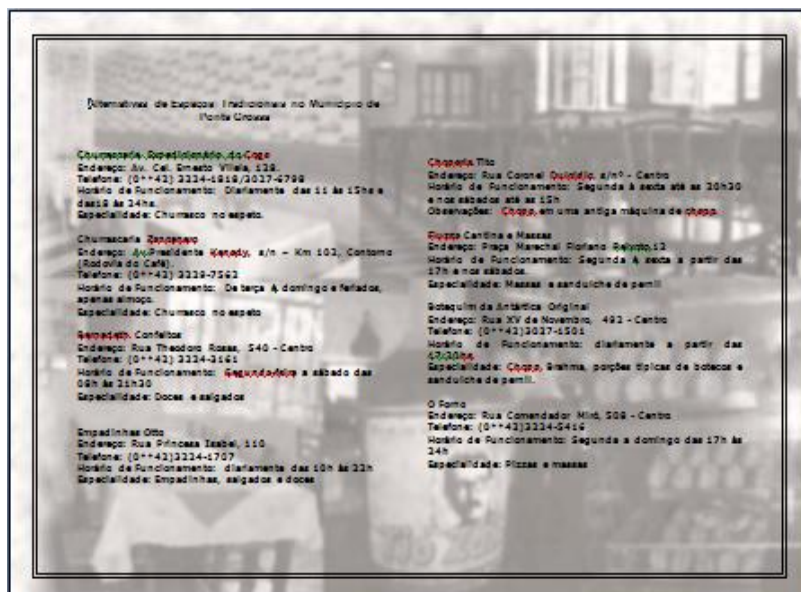 Alternativas de Espaços Tradicionais no Município de
Ponta Grossa
Churrascaria Expedicionário do Gogo
Endereço: Av. Cel. Ernesto Vilela, 128.
Telefone: (0**42) 3224-1818/3027-6798
Horário de Funcionamento: Diariamente das 11 às 15hs e
das18 às 24hs.
Especialidade: Churrasco no espeto.
Churrascaria Zancanaro
Endereço: Av.Presidente Kenedy, s/n – Km 102, Contorno
(Rodovia do Café).
Telefone: (0**42) 3229-7562
Horário de Funcionamento: De terça à domingo e feriados,
apenas almoço.
Especialidade: Churrasco no espeto
Bernadeth Confeitos
Endereço: Rua Theodoro Rosas, 540 - Centro
Telefone: (0**42) 3224-3161
Horário de Funcionamento: Segunda-feira a sábado das
08h às 21h30
Especialidade: Doces e salgados
Empadinhas Otto
Endereço: Rua Princesa Isabel, 110
Telefone: (0**42)3224-1707
Horário de Funcionamento: diariamente das 10h às 22h
Especialidade: Empadinhas, salgados e doces
Choperia Tito
Endereço: Rua Coronel Dulcídio, s/nº - Centro
Horário de Funcionamento: Segunda à sexta até as 20h30
e nos sábados até as 15h
Observações: Chopp em uma antiga máquina de chopp.
Cantina e Massas
Endereço: Praça Marechal Floriano Peixoto,12
Horário de Funcionamento: Segunda à sexta a partir das
17h e nos sábados.
Especialidade: Massas e sanduíche de pernil
Botequim da Antártica Original
Endereço: Rua XV de Novembro, 492 - Centro
Telefone: (0**42)3027-1501
Horário de Funcionamento: diariamente a partir das
17:30hs.
Especialidade: Chopp, Brahma, porções típicas de botecos e
sanduíche de pernil.
O Forno
Endereço: Rua Comendador Miró, 508 - Centro
Telefone: (0**42)3224-5416
Horário de Funcionamento: Segunda a domingo das 17h às
24h
Especialidade: Pizzas e massas